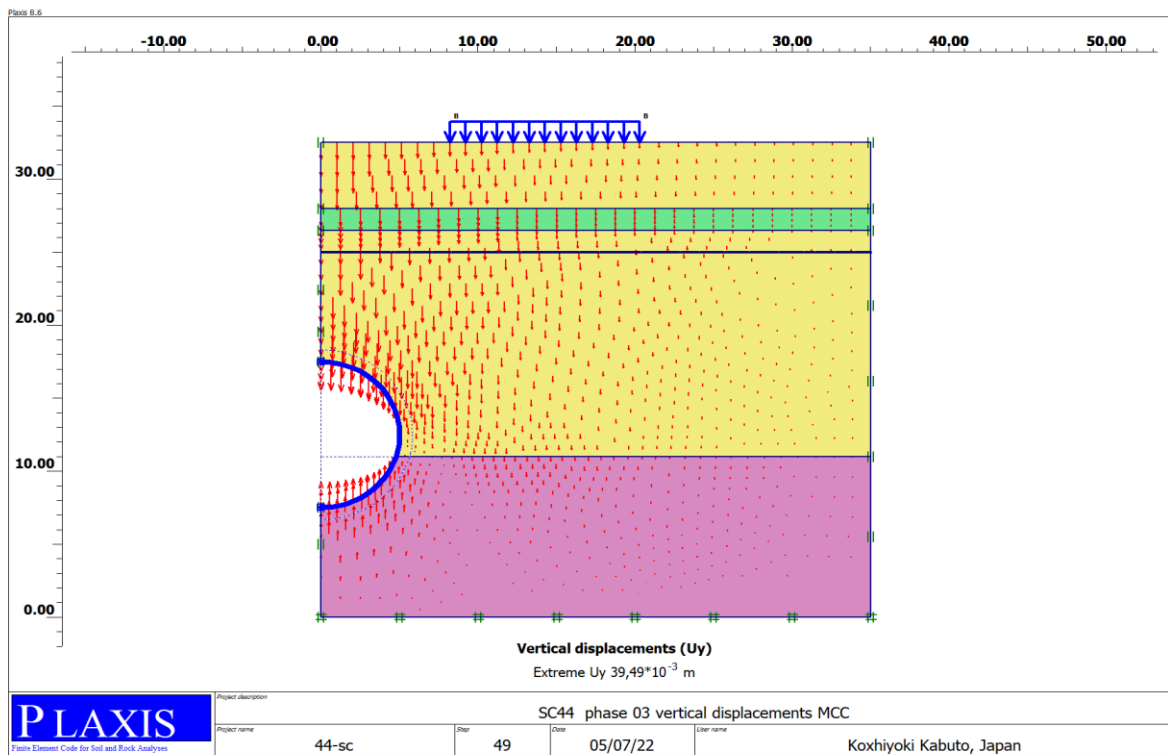 Plaxis 8.6
-10.00 0.00 10.00 20.00 30.00 40.00 50.00
B B
30.00
20.00
10.00
0.00
Vertical displacements (Uy)
Extreme Uy 39,49*10⁻³ m
Project description
SC44 phase 03 vertical displacements MCC
PLAXIS
Finite Element Code for Soil and Rock Analyses
Project name Step Date User name
44-sc 49 05/07/22 Koxhiyoki Kabuto, Japan